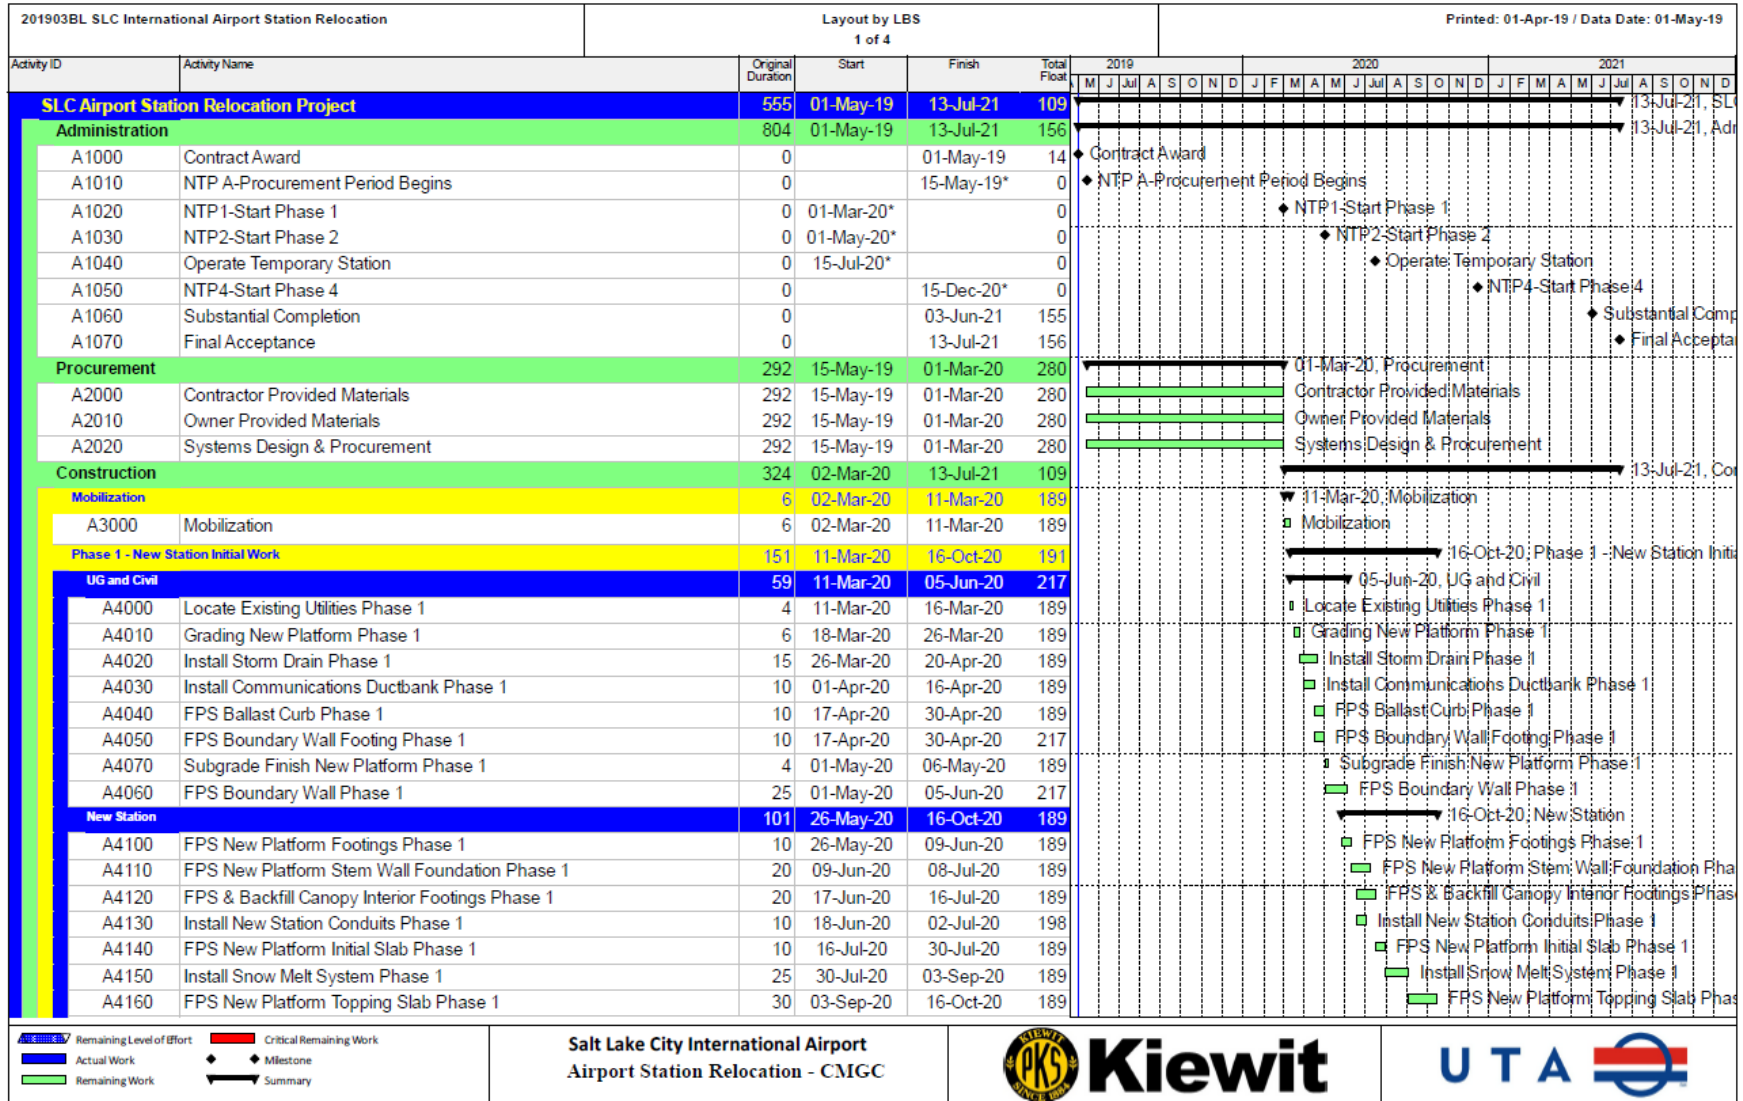 201903BL SLC International Airport Station Relocation
Layout by LBS
1 of 4
Printed: 01-Apr-19 / Data Date: 01-May-19
Activity ID Activity Name Original Duration Start Finish Total Float 2019 2020 2021
M J Jul A S O N D J F M A M J Jul A S O N D J F M A M J Jul A S O N D
SLC Airport Station Relocation Project 555 01-May-19 13-Jul-21 109 13-Jul-21, SL
Administration 804 01-May-19 13-Jul-21 156 13-Jul-21, Adr
A1000 Contract Award 0 01-May-19 14 Contract Award
A1010 NTP A-Procurement Period Begins 0 15-May-19* 0 NTP A-Procurement Period Begins
A1020 NTP1-Start Phase 1 0 01-Mar-20* 0 NTP1-Start Phase 1
A1030 NTP2-Start Phase 2 0 01-May-20* 0 NTP2-Start Phase 2
A1040 Operate Temporary Station 0 15-Jul-20* 0 Operate Temporary Station
A1050 NTP4-Start Phase 4 0 15-Dec-20* 0 NTP4-Start Phase 4
A1060 Substantial Completion 0 03-Jun-21 155 Substantial Comp
A1070 Final Acceptance 0 13-Jul-21 156 Final Accepta
Procurement 292 15-May-19 01-Mar-20 280 01-Mar-20, Procurement
A2000 Contractor Provided Materials 292 15-May-19 01-Mar-20 280 Contractor Provided Materials
A2010 Owner Provided Materials 292 15-May-19 01-Mar-20 280 Owner Provided Materials
A2020 Systems Design & Procurement 292 15-May-19 01-Mar-20 280 Systems Design & Procurement
Construction 324 02-Mar-20 13-Jul-21 109 13-Jul-21, Co
Mobilization 6 02-Mar-20 11-Mar-20 189 11-Mar-20, Mobilization
A3000 Mobilization 6 02-Mar-20 11-Mar-20 189 Mobilization
Phase 1 - New Station Initial Work 151 11-Mar-20 16-Oct-20 191 16-Oct-20, Phase 1 - New Station Initi
UG and Civil 59 11-Mar-20 05-Jun-20 217 05-Jun-20, UG and Civil
A4000 Locate Existing Utilities Phase 1 4 11-Mar-20 16-Mar-20 189 Locate Existing Utilities Phase 1
A4010 Grading New Platform Phase 1 6 18-Mar-20 26-Mar-20 189 Grading New Platform Phase 1
A4020 Install Storm Drain Phase 1 15 26-Mar-20 20-Apr-20 189 Install Storm Drain Phase 1
A4030 Install Communications Ductbank Phase 1 10 01-Apr-20 16-Apr-20 189 Install Communications Ductbank Phase 1
A4040 FPS Ballast Curb Phase 1 10 17-Apr-20 30-Apr-20 189 FPS Ballast Curb Phase 1
A4050 FPS Boundary Wall Footing Phase 1 10 17-Apr-20 30-Apr-20 217 FPS Boundary Wall Footing Phase 1
A4070 Subgrade Finish New Platform Phase 1 4 01-May-20 06-May-20 189 Subgrade Finish New Platform Phase 1
A4060 FPS Boundary Wall Phase 1 25 01-May-20 05-Jun-20 217 FPS Boundary Wall Phase 1
New Station 101 26-May-20 16-Oct-20 189 16-Oct-20, New Station
A4100 FPS New Platform Footings Phase 1 10 26-May-20 09-Jun-20 189 FPS New Platform Footings Phase 1
A4110 FPS New Platform Stem Wall Foundation Phase 1 20 09-Jun-20 08-Jul-20 189 FPS New Platform Stem Wall Foundation Pha
A4120 FPS & Backfill Canopy Interior Footings Phase 1 20 17-Jun-20 16-Jul-20 189 FPS & Backfill Canopy Interior Footings Phas
A4130 Install New Station Conduits Phase 1 10 18-Jun-20 02-Jul-20 198 Install New Station Conduits Phase 1
A4140 FPS New Platform Initial Slab Phase 1 10 16-Jul-20 30-Jul-20 189 FPS New Platform Initial Slab Phase 1
A4150 Install Snow Melt System Phase 1 25 30-Jul-20 03-Sep-20 189 Install Snow Melt System Phase 1
A4160 FPS New Platform Topping Slab Phase 1 30 03-Sep-20 16-Oct-20 189 FPS New Platform Topping Slab Phas
Remaining Level of Effort Critical Remaining Work
Actual Work Milestone
Remaining Work Summary
Salt Lake City International Airport
Airport Station Relocation - CMGC
KIEWIT
PKS
SINCE 1884
Kiewit
UTA